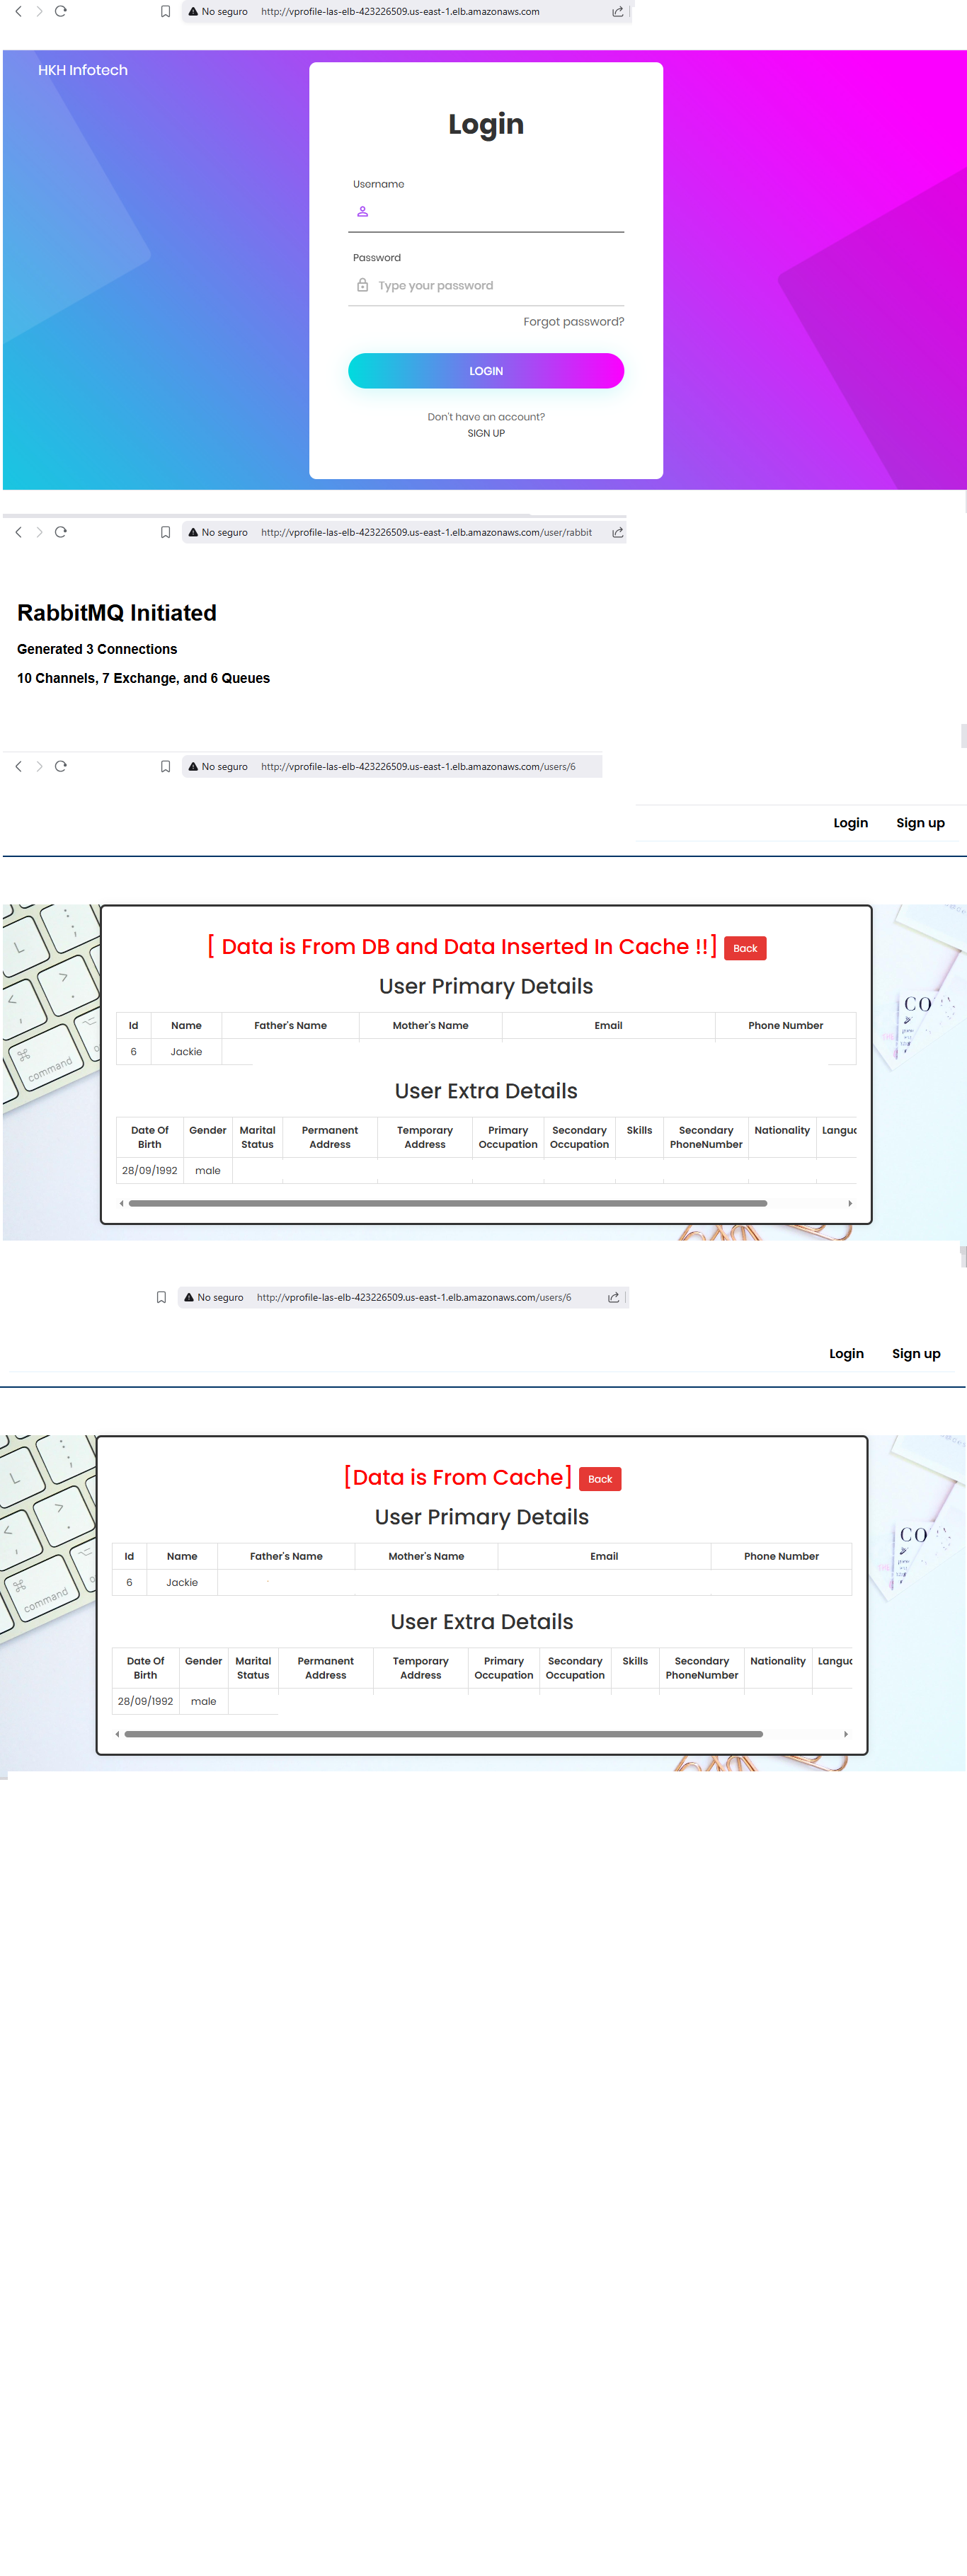 No seguro http://vprofile-las-elb-423226509.us-east-1.elb.amazonaws.com
HKH Infotech
Login
Username
Password
Type your password
Forgot password?
LOGIN
Don't have an account?
SIGN UP
No seguro http://vprofile-las-elb-423226509.us-east-1.elb.amazonaws.com/user/rabbit
RabbitMQ Initiated
Generated 3 Connections
10 Channels, 7 Exchange, and 6 Queues
No seguro http://vprofile-las-elb-423226509.us-east-1.elb.amazonaws.com/users/6
Login Sign up
[ Data is From DB and Data Inserted In Cache !!] Back
User Primary Details
Id Name Father's Name Mother's Name Email Phone Number
6 Jackie
User Extra Details
Date Of Birth Gender Marital Status Permanent Address Temporary Address Primary Occupation Secondary Occupation Skills Secondary PhoneNumber Nationality Langu
28/09/1992 male
L
command
CO
No seguro http://vprofile-las-elb-423226509.us-east-1.elb.amazonaws.com/users/6
Login Sign up
[Data is From Cache] Back
User Primary Details
Id Name Father's Name Mother's Name Email Phone Number
6 Jackie
User Extra Details
Date Of Birth Gender Marital Status Permanent Address Temporary Address Primary Occupation Secondary Occupation Skills Secondary PhoneNumber Nationality Langu
28/09/1992 male
L
command
CO